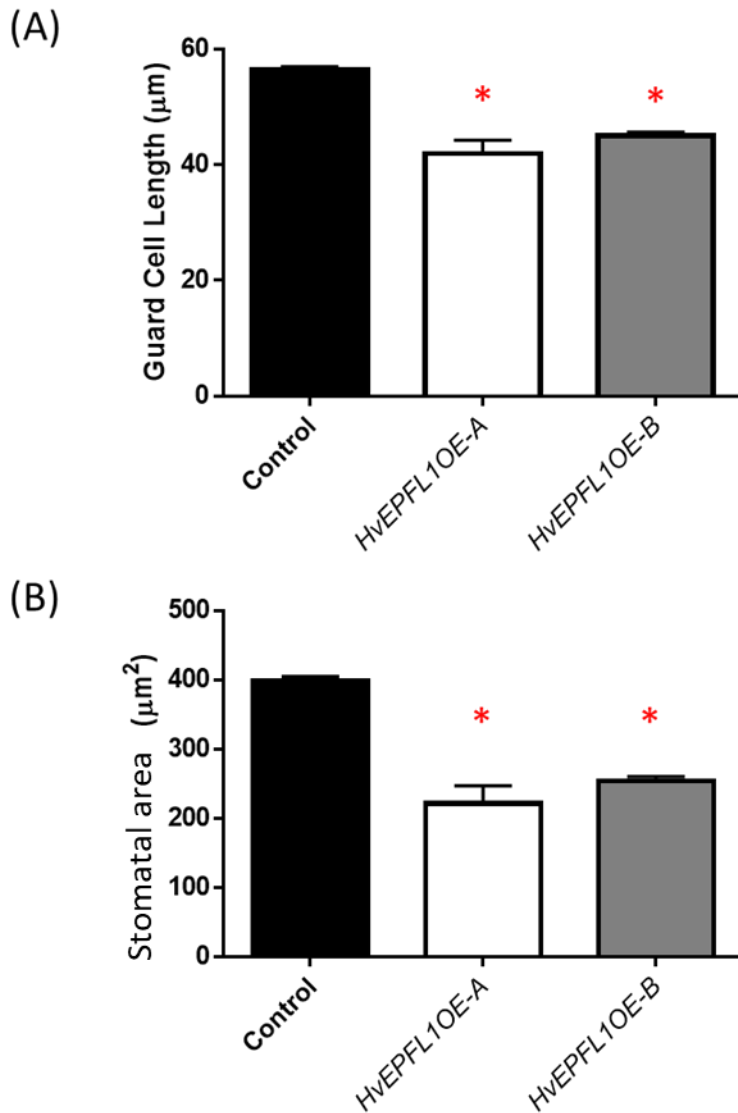 (A)
Guard Cell Length (μm)
60
40
20
0
*
*
Control
HvEPFL1OE-A
HvEPFL1OE-B
(B)
Stomatal area (μm²)
500
400
300
200
100
0
*
*
Control
HvEPFL1OE-A
HvEPFL1OE-B